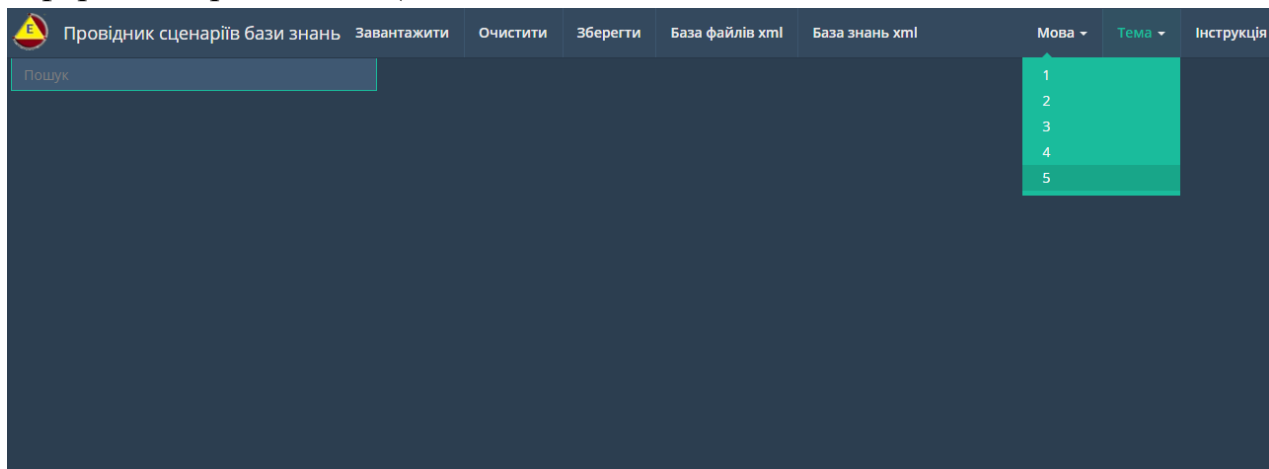 E
Провідник сценаріїв бази знань Завантажити Очистити Зберегти База файлів xml База знань xml Мова Тема Інструкція
Пошук
1
2
3
4
5